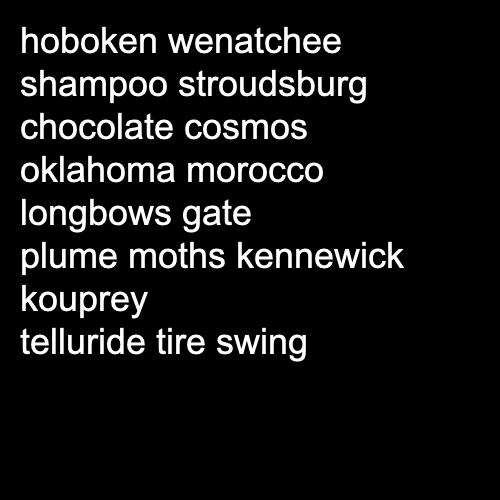 hoboken wenatchee
shampoo stroudsburg
chocolate cosmos
oklahoma morocco
longbows gate
plume moths kennewick
kouprey
telluride tire swing